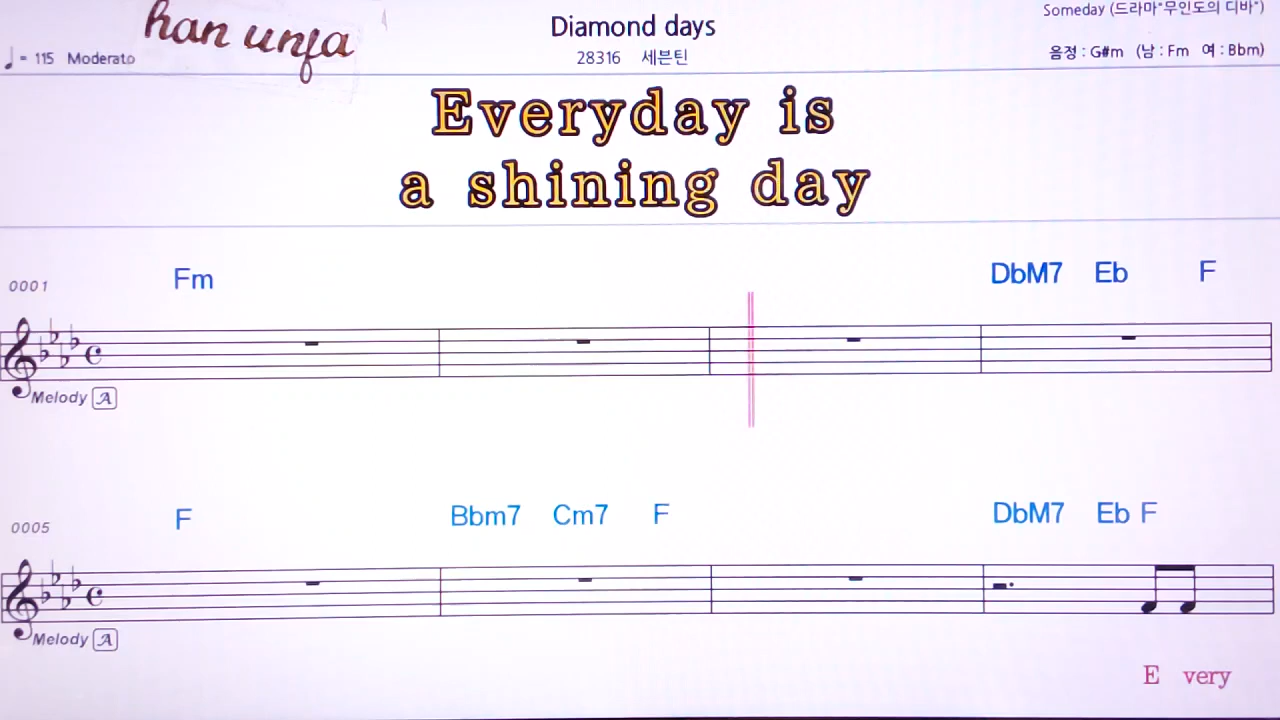 han unfa
Diamond days
Someday (드라마"무인도의 디바")
♩= 115 Moderato
28316 세븐틴
음정 : G#m (남 : Fm 여 : Bbm)
Everyday is
a shining day
0001 Fm DbM7 Eb F
Melody A
0005 F Bbm7 Cm7 F DbM7 Eb F
Melody A
E very